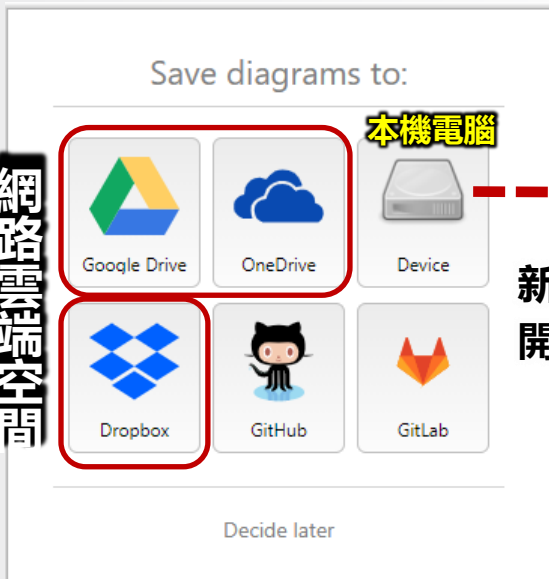 Save diagrams to:
本機電腦
網路雲端空間
Google Drive
OneDrive
Device
新
開
Dropbox
GitHub
GitLab
Decide later